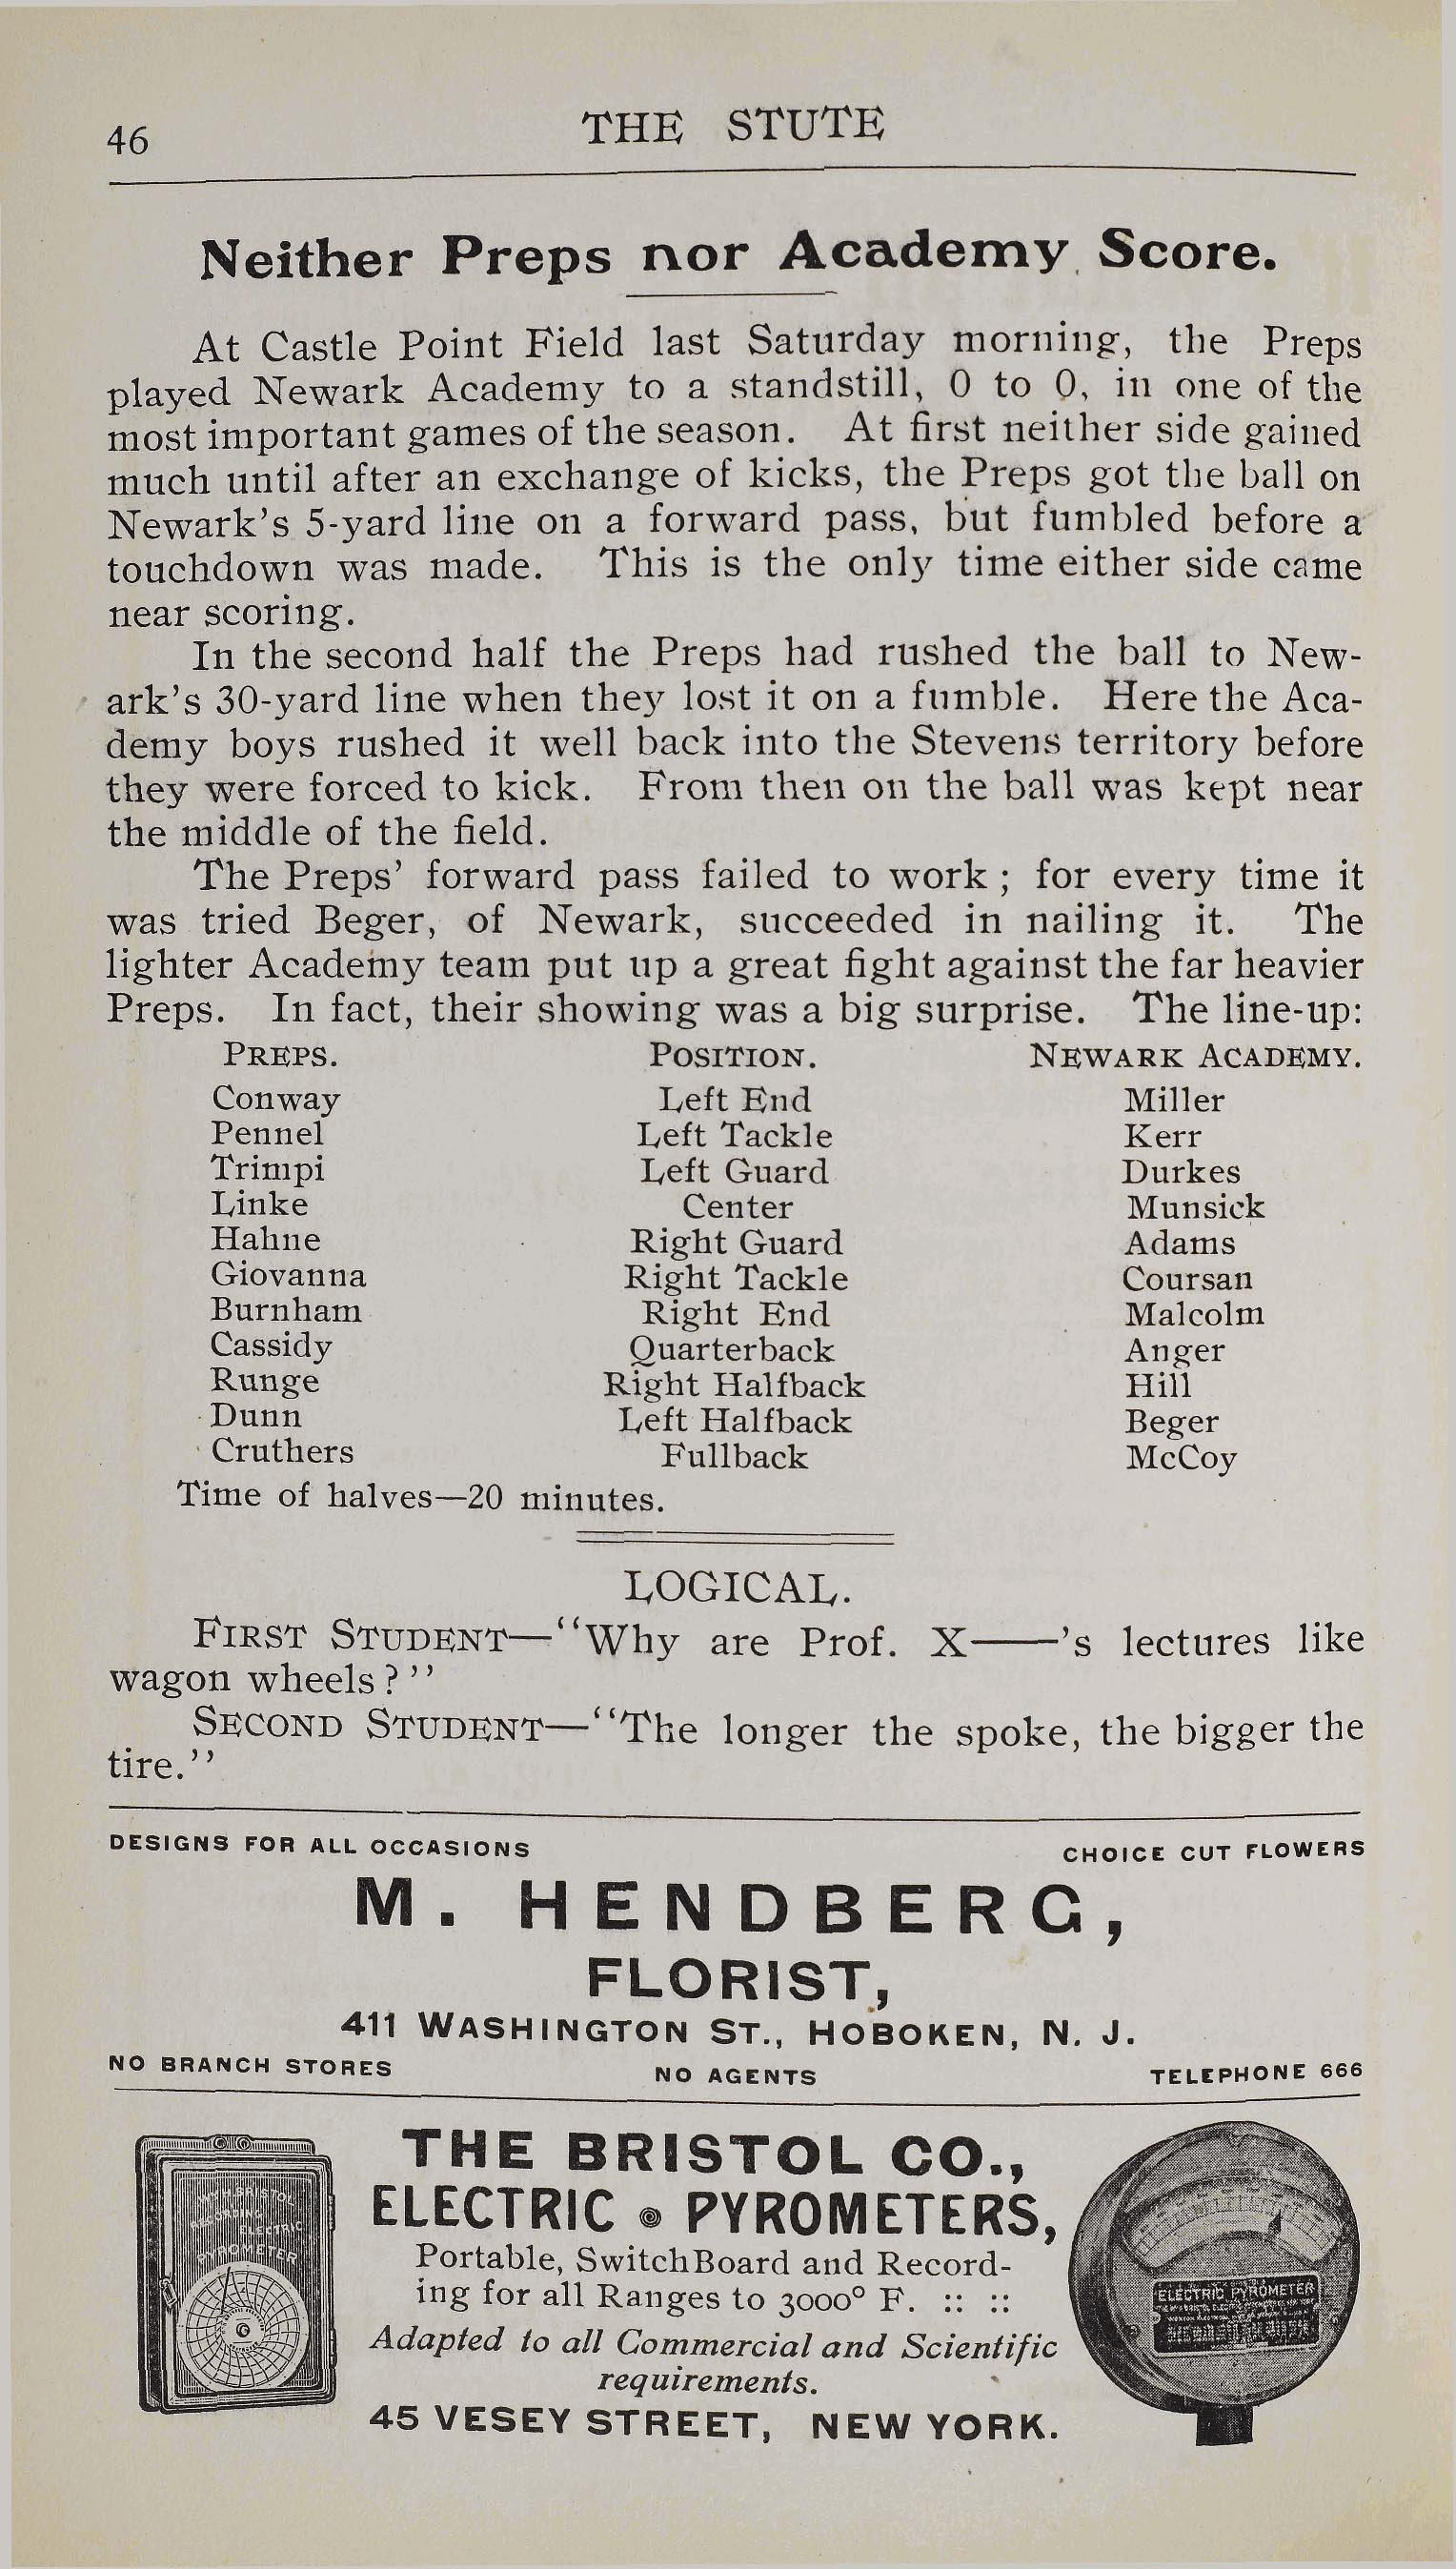 46
THE STUTE
Neither Preps nor Academy Score.
At Castle Point Field last Saturday morning, the Preps
played Newark Academy to a standstill, 0 to 0, in one of the
most important games of the season. At first neither side gained
much until after an exchange of kicks, the Preps got the ball on
Newark's 5-yard line on a forward pass, but fumbled before a
touchdown was made. This is the only time either side came
near scoring.
In the second half the Preps had rushed the ball to New-
ark's 30-yard line when they lost it on a fumble. Here the Aca-
demy boys rushed it well back into the Stevens territory before
they were forced to kick. From then on the ball was kept near
the middle of the field.
The Preps' forward pass failed to work; for every time it
was tried Beger, of Newark, succeeded in nailing it. The
lighter Academy team put up a great fight against the far heavier
Preps. In fact, their showing was a big surprise. The line-up:
PREPS. POSITION. NEWARK ACADEMY.
Conway Left End Miller
Pennel Left Tackle Kerr
Trimpi Left Guard Durkes
Linke Center Munsick
Hahne Right Guard Adams
Giovanna Right Tackle Coursan
Burnham Right End Malcolm
Cassidy Quarterback Anger
Runge Right Halfback Hill
Dunn Left Halfback Beger
Cruthers Fullback McCoy
Time of halves—20 minutes.
LOGICAL.
FIRST STUDENT—“Why are Prof. X——'s lectures like
wagon wheels?”
SECOND STUDENT—“The longer the spoke, the bigger the
tire.”
DESIGNS FOR ALL OCCASIONS CHOICE CUT FLOWERS
M. HENDBERG,
FLORIST,
411 WASHINGTON ST., HOBOKEN, N. J.
NO BRANCH STORES NO AGENTS TELEPHONE 666
THE BRISTOL CO.,
ELECTRIC PYROMETERS,
Portable, SwitchBoard and Record-
ing for all Ranges to 3000° F. :: ::
Adapted to all Commercial and Scientific
requirements.
45 VESEY STREET, NEW YORK.
WM. H. BRISTOL
RECORDING
ELECTRIC
PYROMETER
ELECTRIC PYROMETER